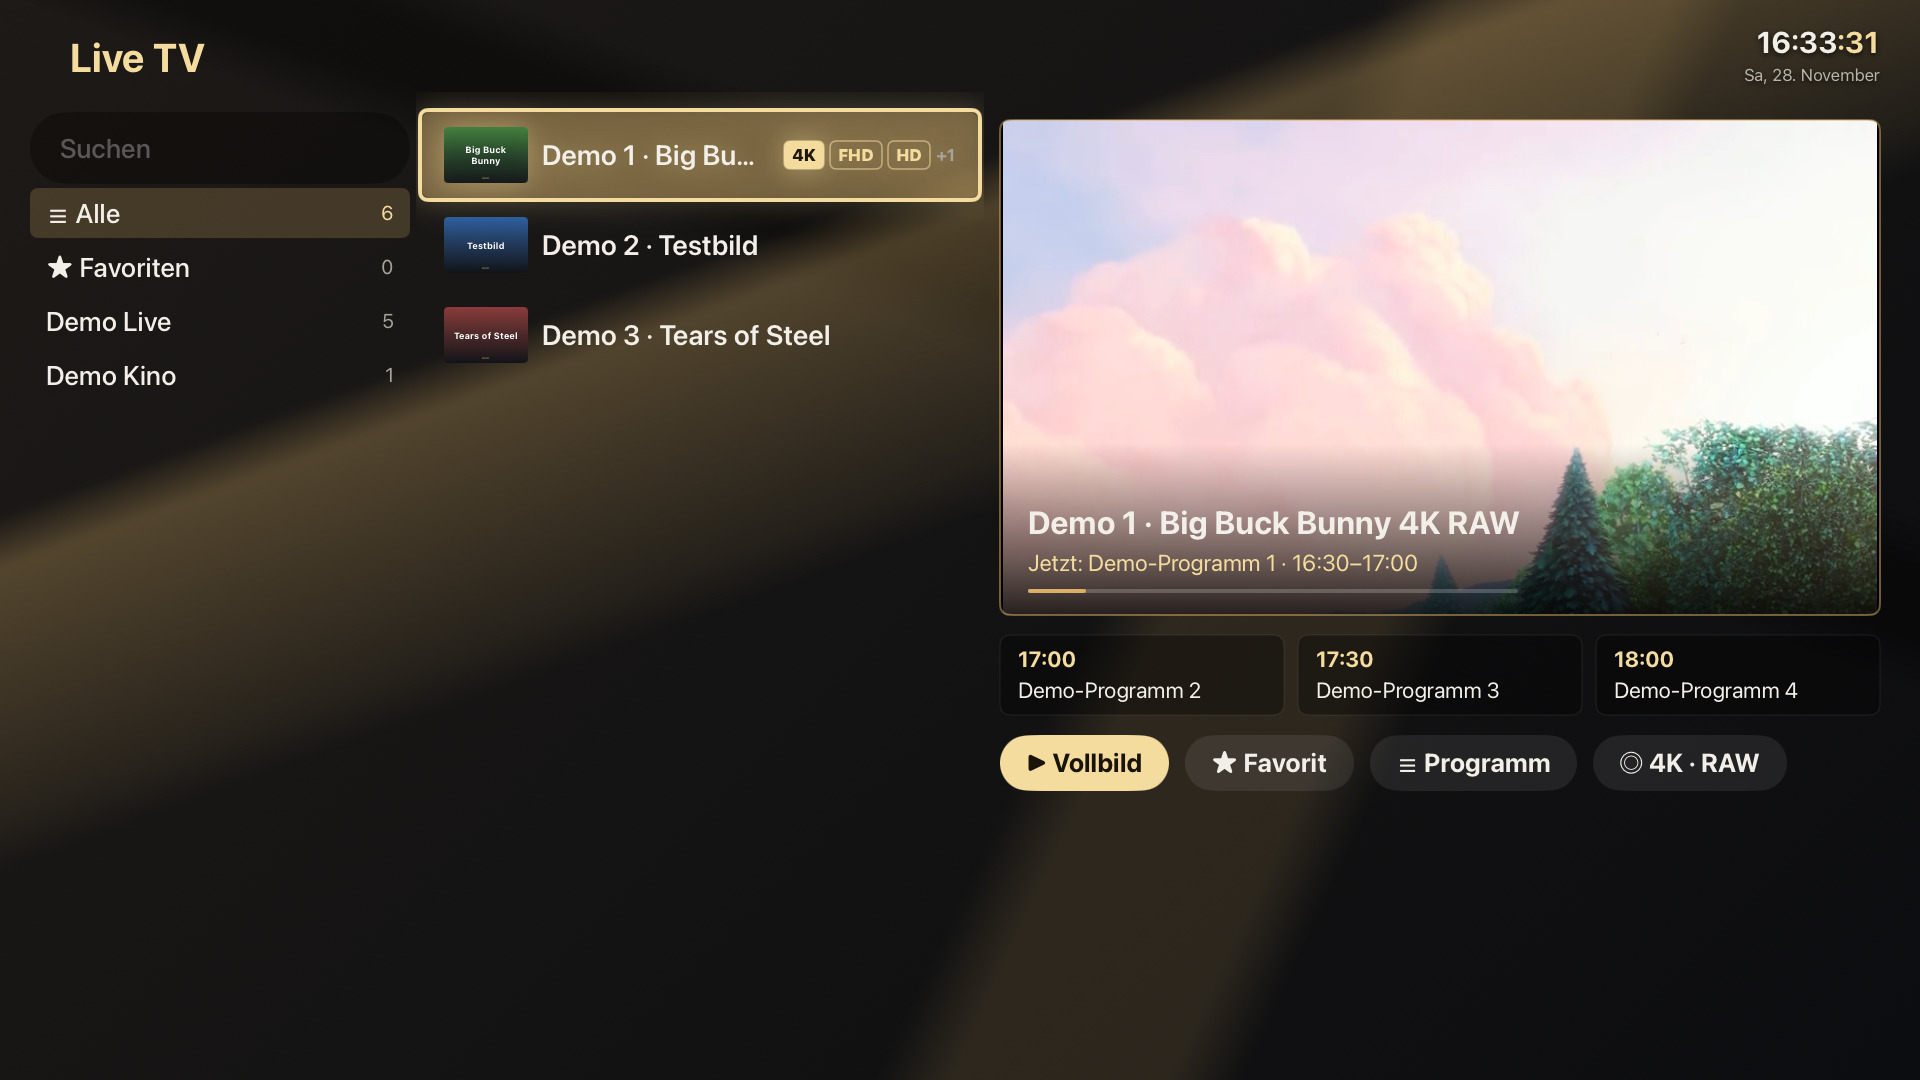 Live TV
16:33:31
Sa, 28. November
Suchen
Alle 6
Favoriten 0
Demo Live 5
Demo Kino 1
Big Buck
Bunny
Demo 1 · Big Bu... 4K FHD HD +1
Testbild
Demo 2 · Testbild
Tears of Steel
Demo 3 · Tears of Steel
Demo 1 · Big Buck Bunny 4K RAW
Jetzt: Demo-Programm 1 · 16:30–17:00
17:00
Demo-Programm 2
17:30
Demo-Programm 3
18:00
Demo-Programm 4
Vollbild
Favorit
Programm
4K · RAW